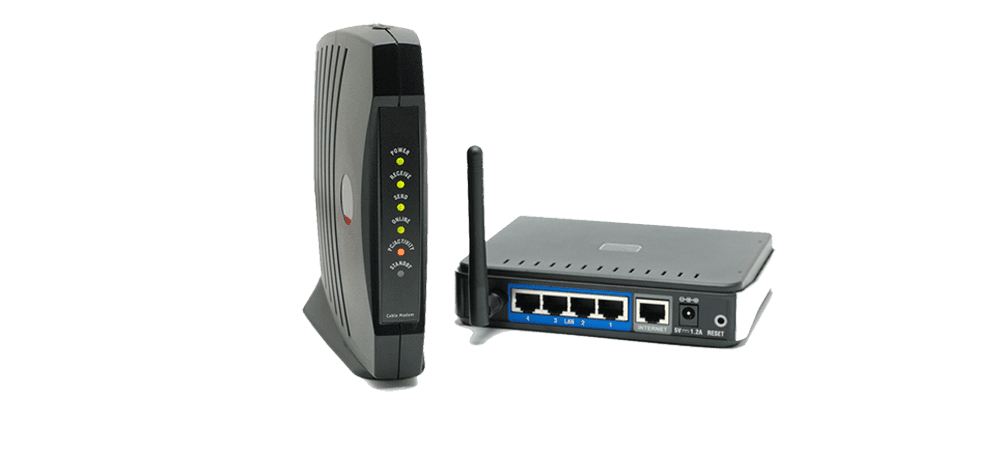 POWER
RECEIVE
SEND
ONLINE
PC/ACTIVITY
STANDBY
Cable Modem
4 3 LAN 2 1
INTERNET
5V⎓1.2A
RESET